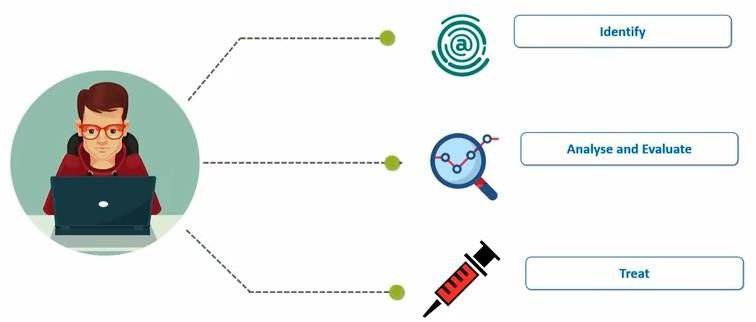 @
Identify
Analyse and Evaluate
Treat